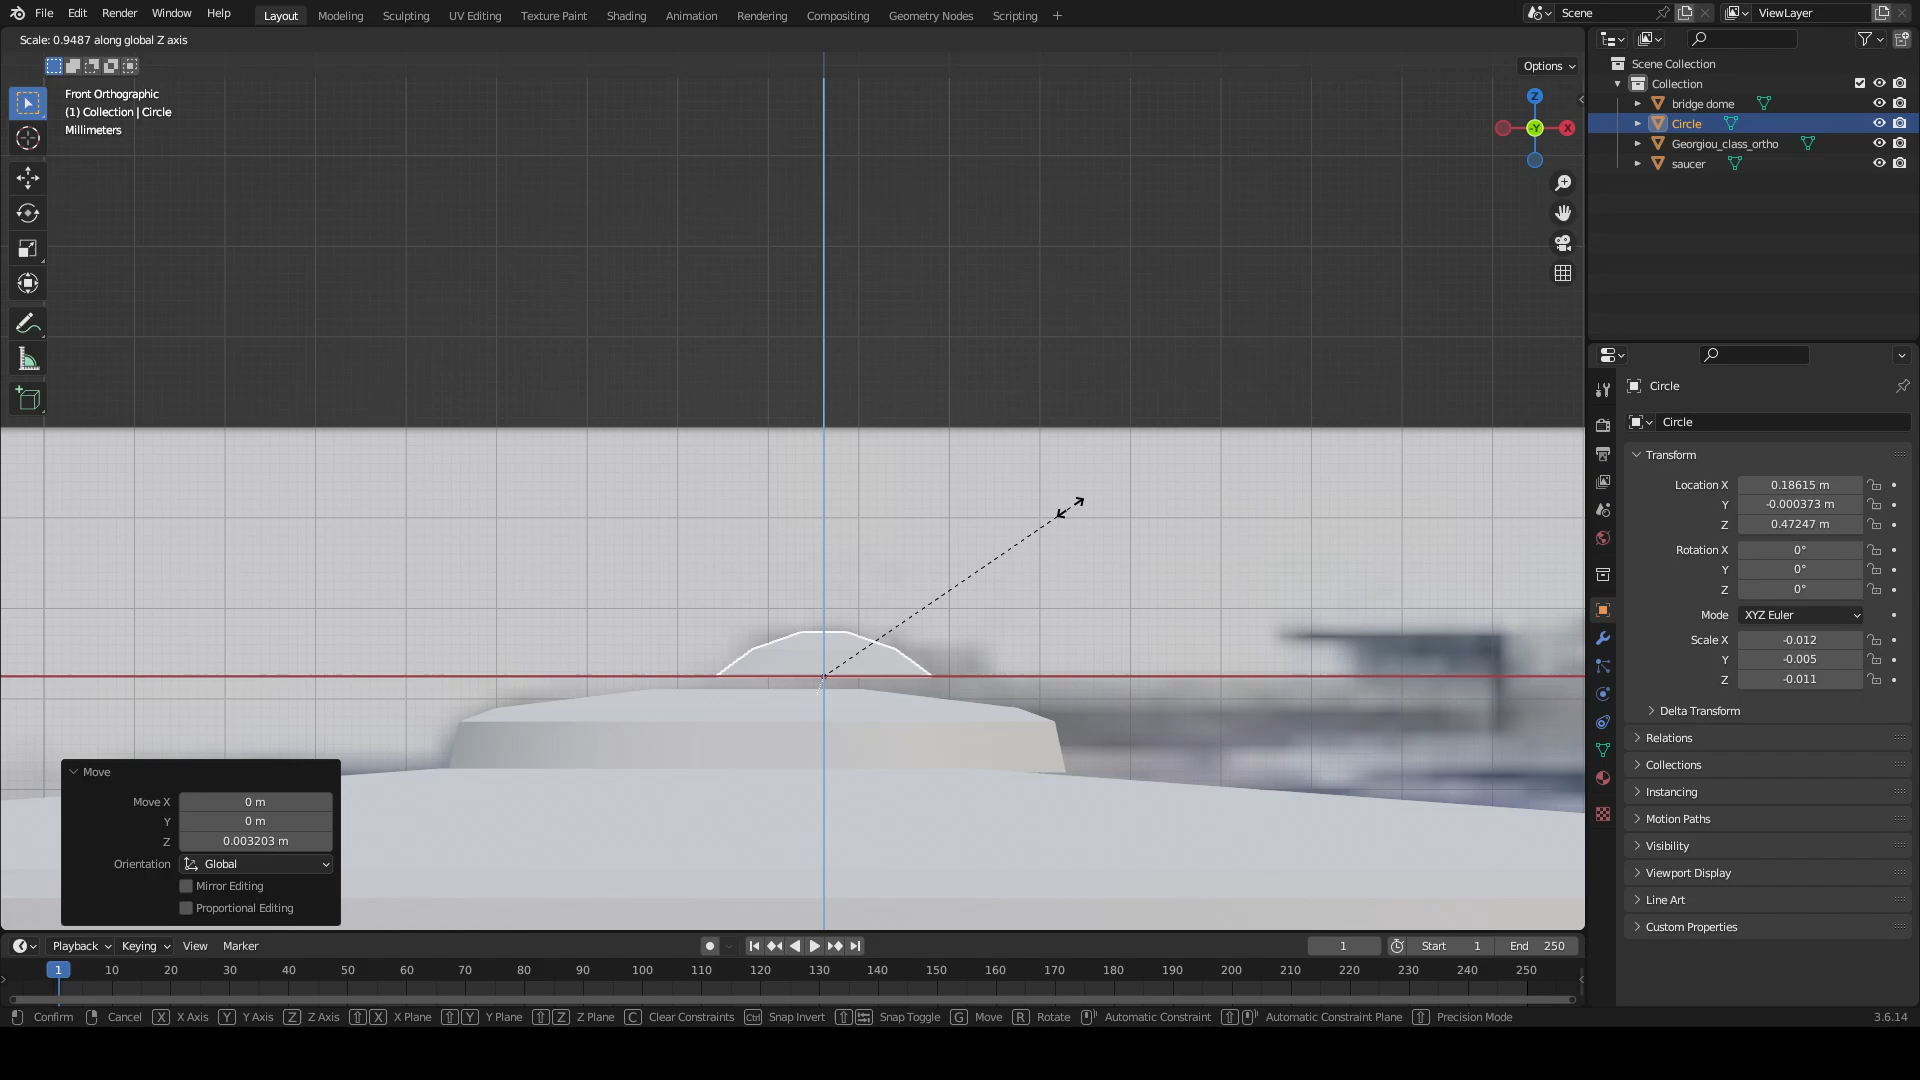 File Edit Render Window Help Layout Modeling Sculpting UV Editing Texture Paint Shading Animation Rendering Compositing Geometry Nodes Scripting + Scene ViewLayer
Scale: 0.9487 along global Z axis
Options
Front Orthographic
(1) Collection | Circle
Millimeters
Z
-Y X
Scene Collection
Collection
bridge dome
Circle
Georgiou_class_ortho
saucer
Circle
Circle
Transform
Location X 0.18615 m
Y -0.000373 m
Z 0.47247 m
Rotation X 0°
Y 0°
Z 0°
Mode XYZ Euler
Scale X -0.012
Y -0.005
Z -0.011
Delta Transform
Relations
Collections
Instancing
Motion Paths
Visibility
Viewport Display
Line Art
Custom Properties
Move
Move X 0 m
Y 0 m
Z 0.003203 m
Orientation Global
Mirror Editing
Proportional Editing
Playback Keying View Marker 1 Start 1 End 250
1 10 20 30 40 50 60 70 80 90 100 110 120 130 140 150 160 170 180 190 200 210 220 230 240 250
Confirm Cancel X X Axis Y Y Axis Z Z Axis X X Plane Y Y Plane Z Z Plane C Clear Constraints Ctrl Snap Invert Snap Toggle G Move R Rotate Automatic Constraint Automatic Constraint Plane Precision Mode 3.6.14